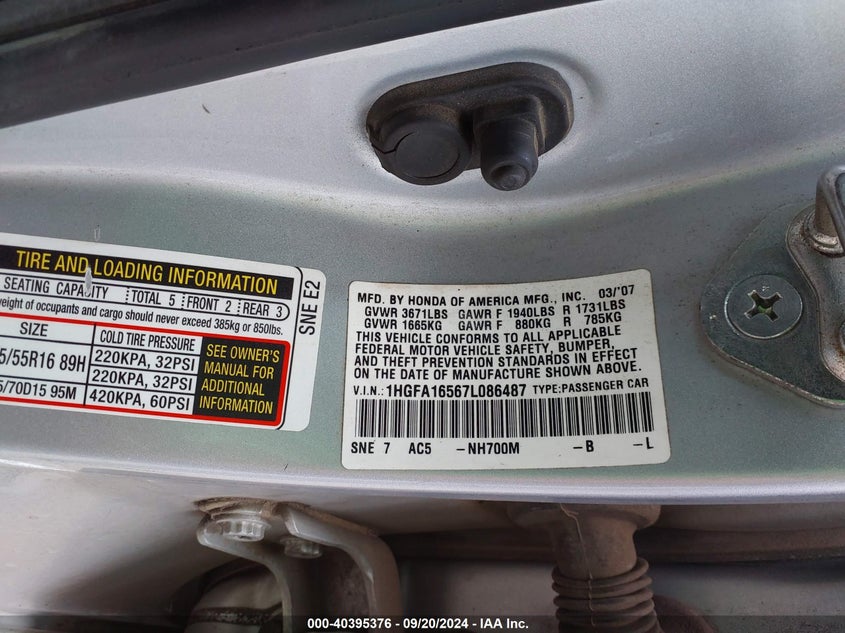 TIRE AND LOADING INFORMATION
SEATING CAPACITY TOTAL 5 FRONT 2 REAR 3
weight of occupants and cargo should never exceed 385kg or 850lbs.
SIZE COLD TIRE PRESSURE
5/55R16 89H 220KPA, 32PSI
220KPA, 32PSI
5/70D15 95M 420KPA, 60PSI
SEE OWNER'S
MANUAL FOR
ADDITIONAL
INFORMATION
SNE E2
MFD. BY HONDA OF AMERICA MFG., INC. 03/'07
GVWR 3671LBS GAWR F 1940LBS R 1731LBS
GVWR 1665KG GAWR F 880KG R 785KG
THIS VEHICLE CONFORMS TO ALL APPLICABLE
FEDERAL MOTOR VEHICLE SAFETY, BUMPER,
AND THEFT PREVENTION STANDARDS IN EFFECT
ON THE DATE OF MANUFACTURE SHOWN ABOVE.
V.I.N.: 1HGFA16567L086487 TYPE:PASSENGER CAR
SNE 7 AC5 -NH700M -B -L
000-40395376 - 09/20/2024 - IAA Inc.